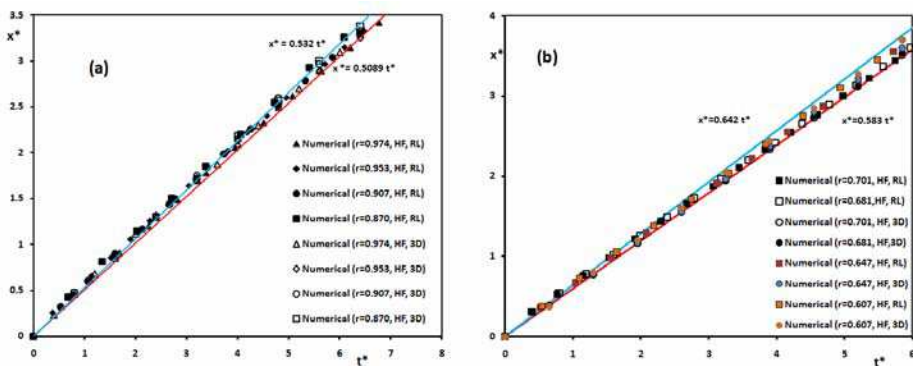 3.5
x*
3
2.5
2
1.5
1
0.5
0
0 1 2 3 4 5 6 7 8
t*
(a)
x* = 0.532 t*
x*= 0.5089 t*
Numerical (r=0.974, HF, RL)
Numerical (r=0.953, HF, RL)
Numerical (r=0.907, HF, RL)
Numerical (r=0.870, HF, RL)
Numerical (r=0.974, HF, 3D)
Numerical (r=0.953, HF, 3D)
Numerical (r=0.907, HF, 3D)
Numerical (r=0.870, HF, 3D)
4
x*
3
2
1
0
0 1 2 3 4 5 6
t*
(b)
x*=0.642 t*
x*=0.583 t*
Numerical (r=0.701, HF, RL)
Numerical (r=0.681,HF, RL)
Numerical (r=0.701, HF, 3D)
Numerical (r=0.681, HF,3D)
Numerical (r=0.647, HF, RL)
Numerical (r=0.647, HF, 3D)
Numerical (r=0.607, HF, RL)
Numerical (r=0.607, HF, 3D)